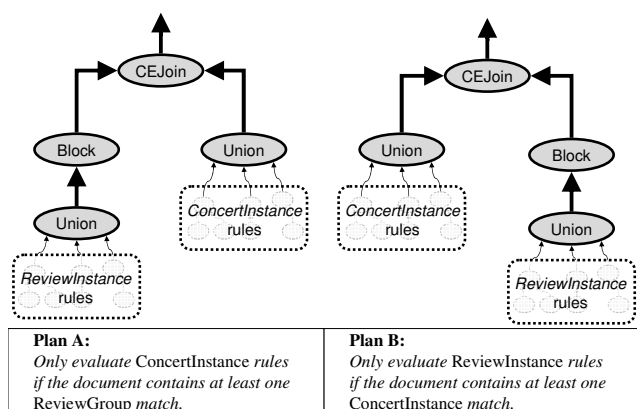 CEJoin
Block
Union
Union
ConcertInstance
rules
ReviewInstance
rules
CEJoin
Union
Block
ConcertInstance
rules
Union
ReviewInstance
rules
Plan A:
Only evaluate ConcertInstance rules
if the document contains at least one
ReviewGroup match.
Plan B:
Only evaluate ReviewInstance rules
if the document contains at least one
ConcertInstance match.